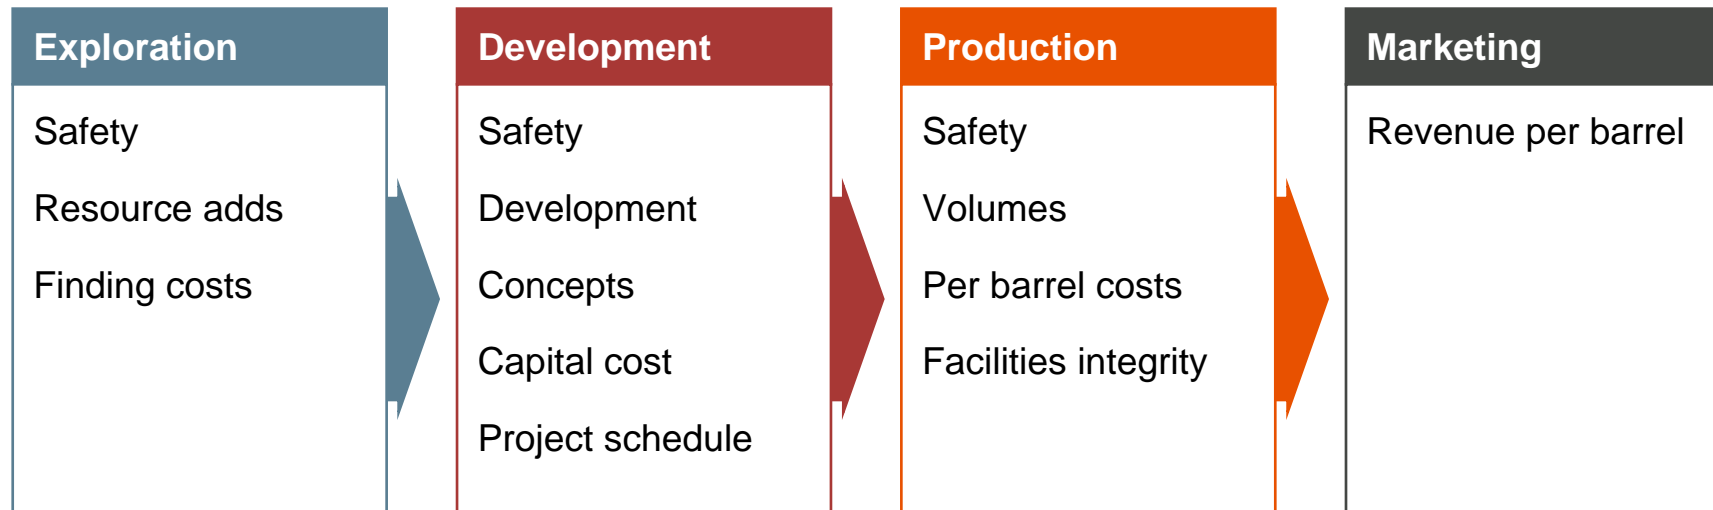 Exploration
Safety
Resource adds
Finding costs
Development
Safety
Development
Concepts
Capital cost
Project schedule
Production
Safety
Volumes
Per barrel costs
Facilities integrity
Marketing
Revenue per barrel